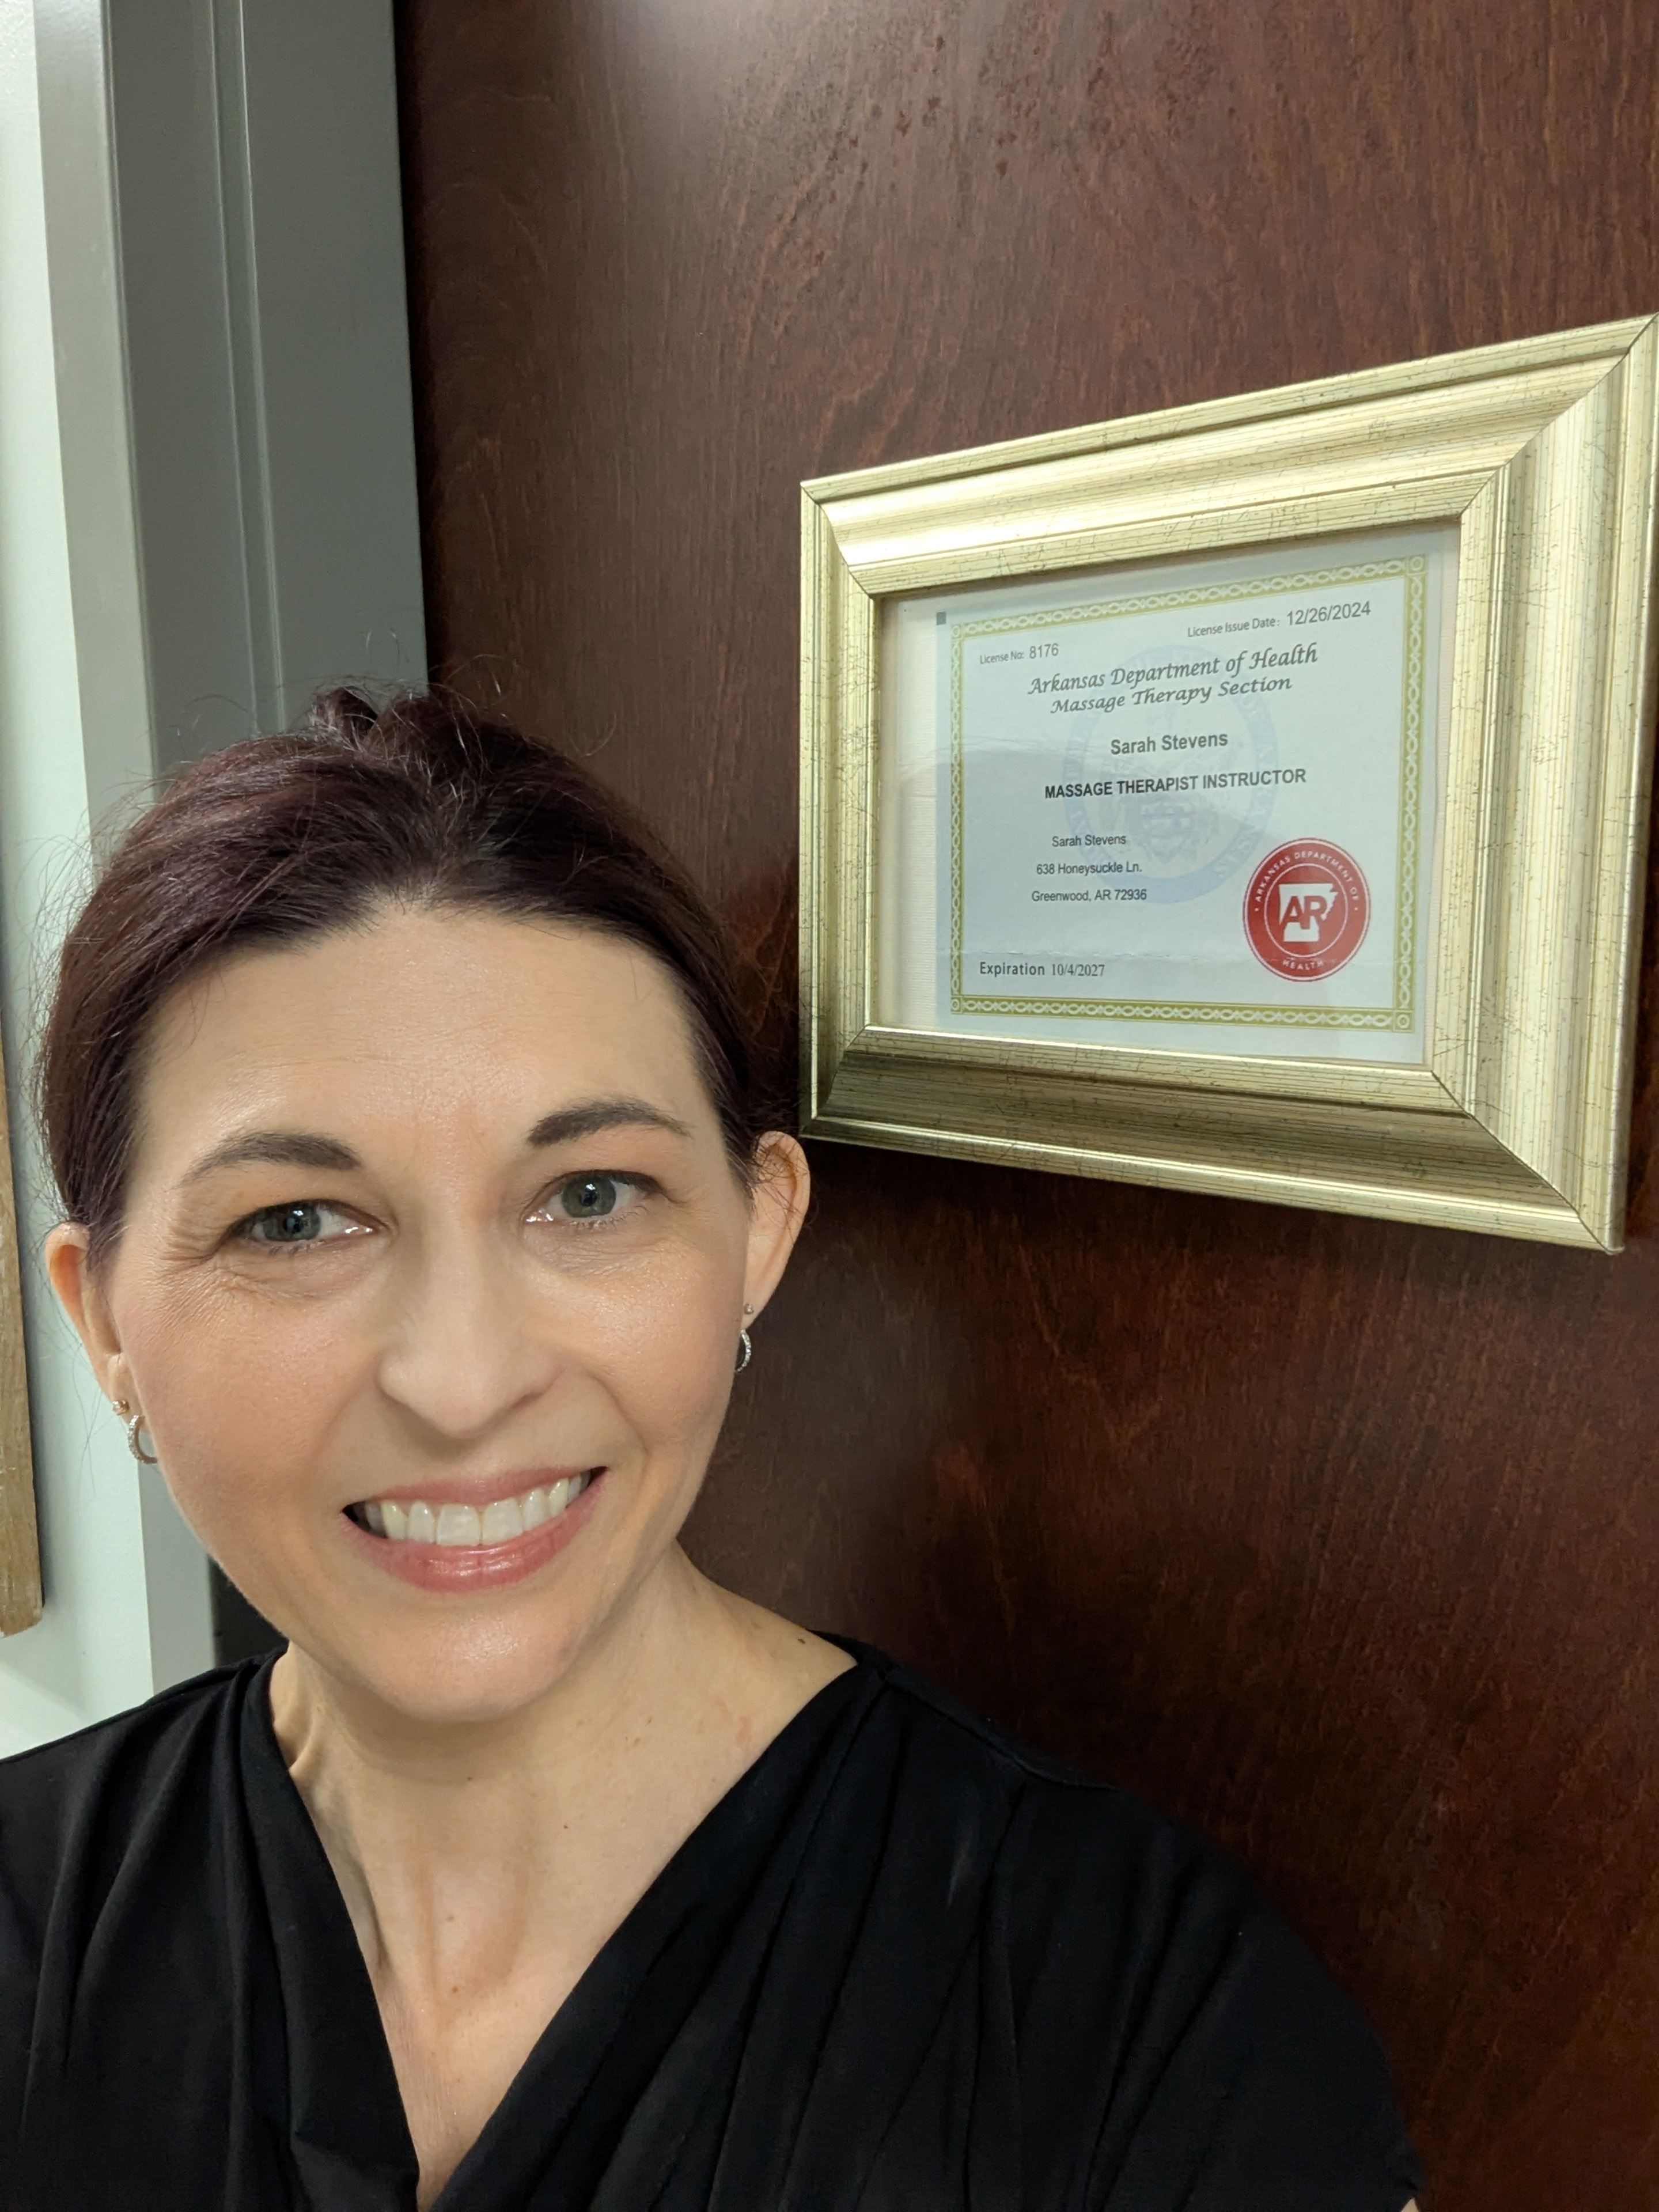 License No: 8176
License Issue Date: 12/26/2024
Arkansas Department of Health
Massage Therapy Section
Sarah Stevens
MASSAGE THERAPIST INSTRUCTOR
Sarah Stevens
638 Honeysuckle Ln.
Greenwood, AR 72936
ARKANSAS DEPARTMENT OF
AR
HEALTH
Expiration 10/4/2027